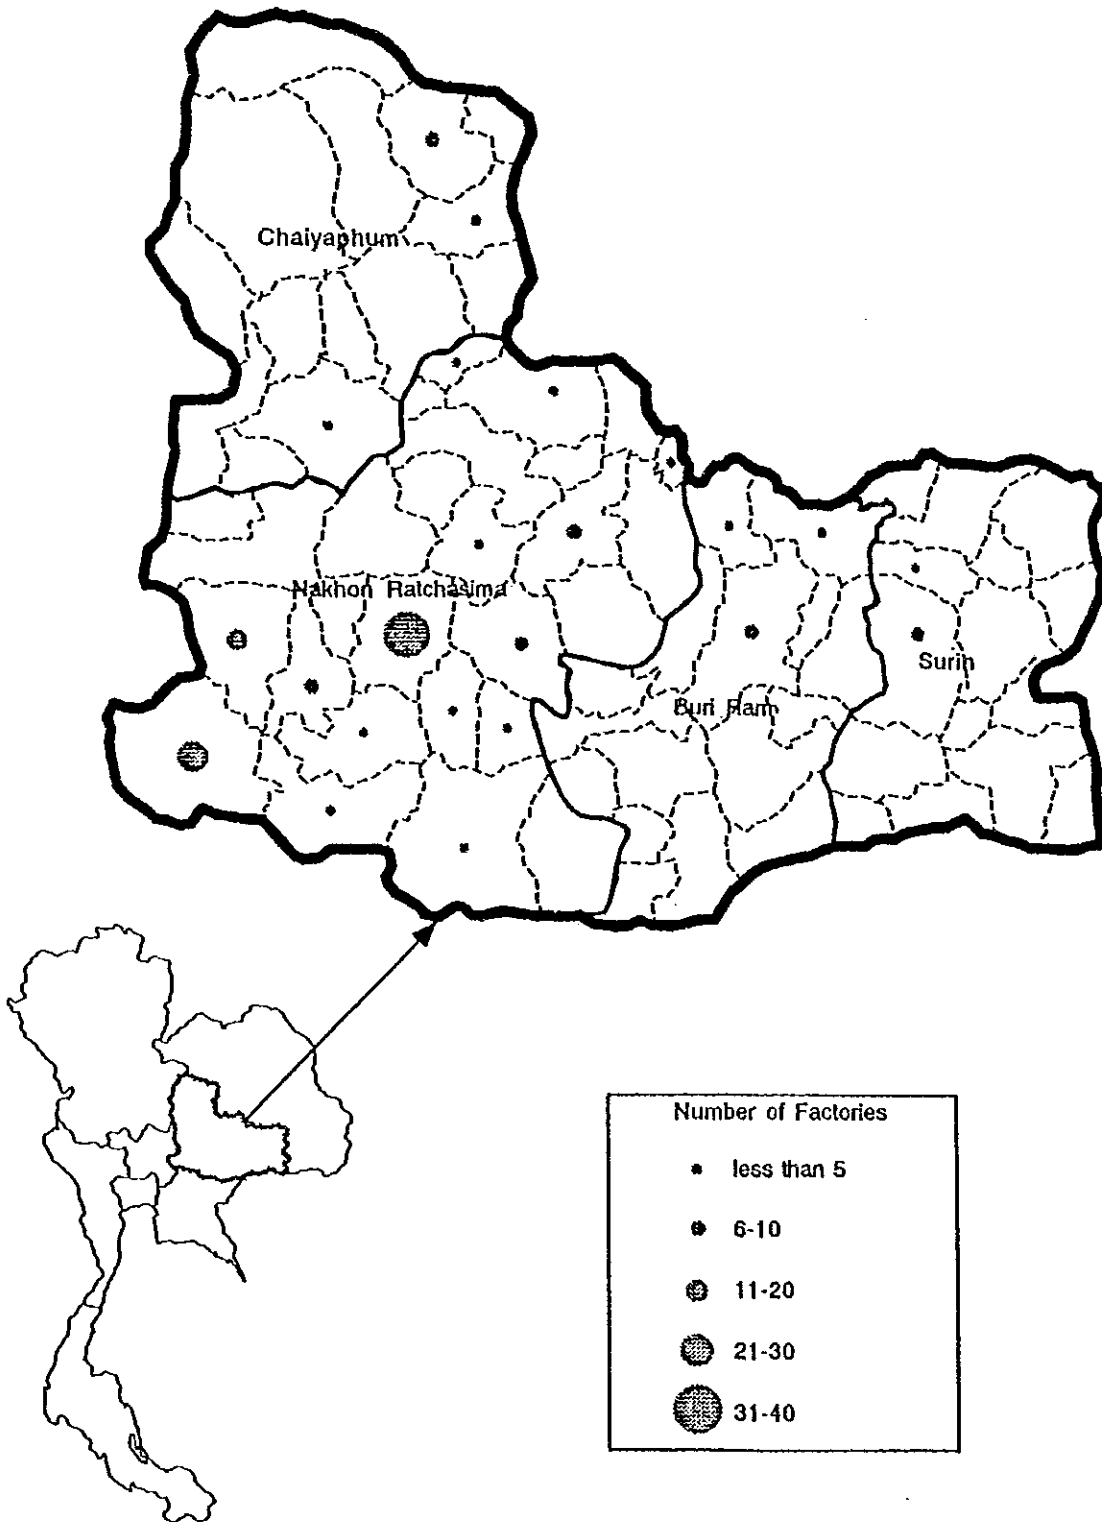 Chaiyaphum
Nakhon Ratchasima
Surin
Buri Ram
Number of Factories
less than 5
6-10
11-20
21-30
31-40